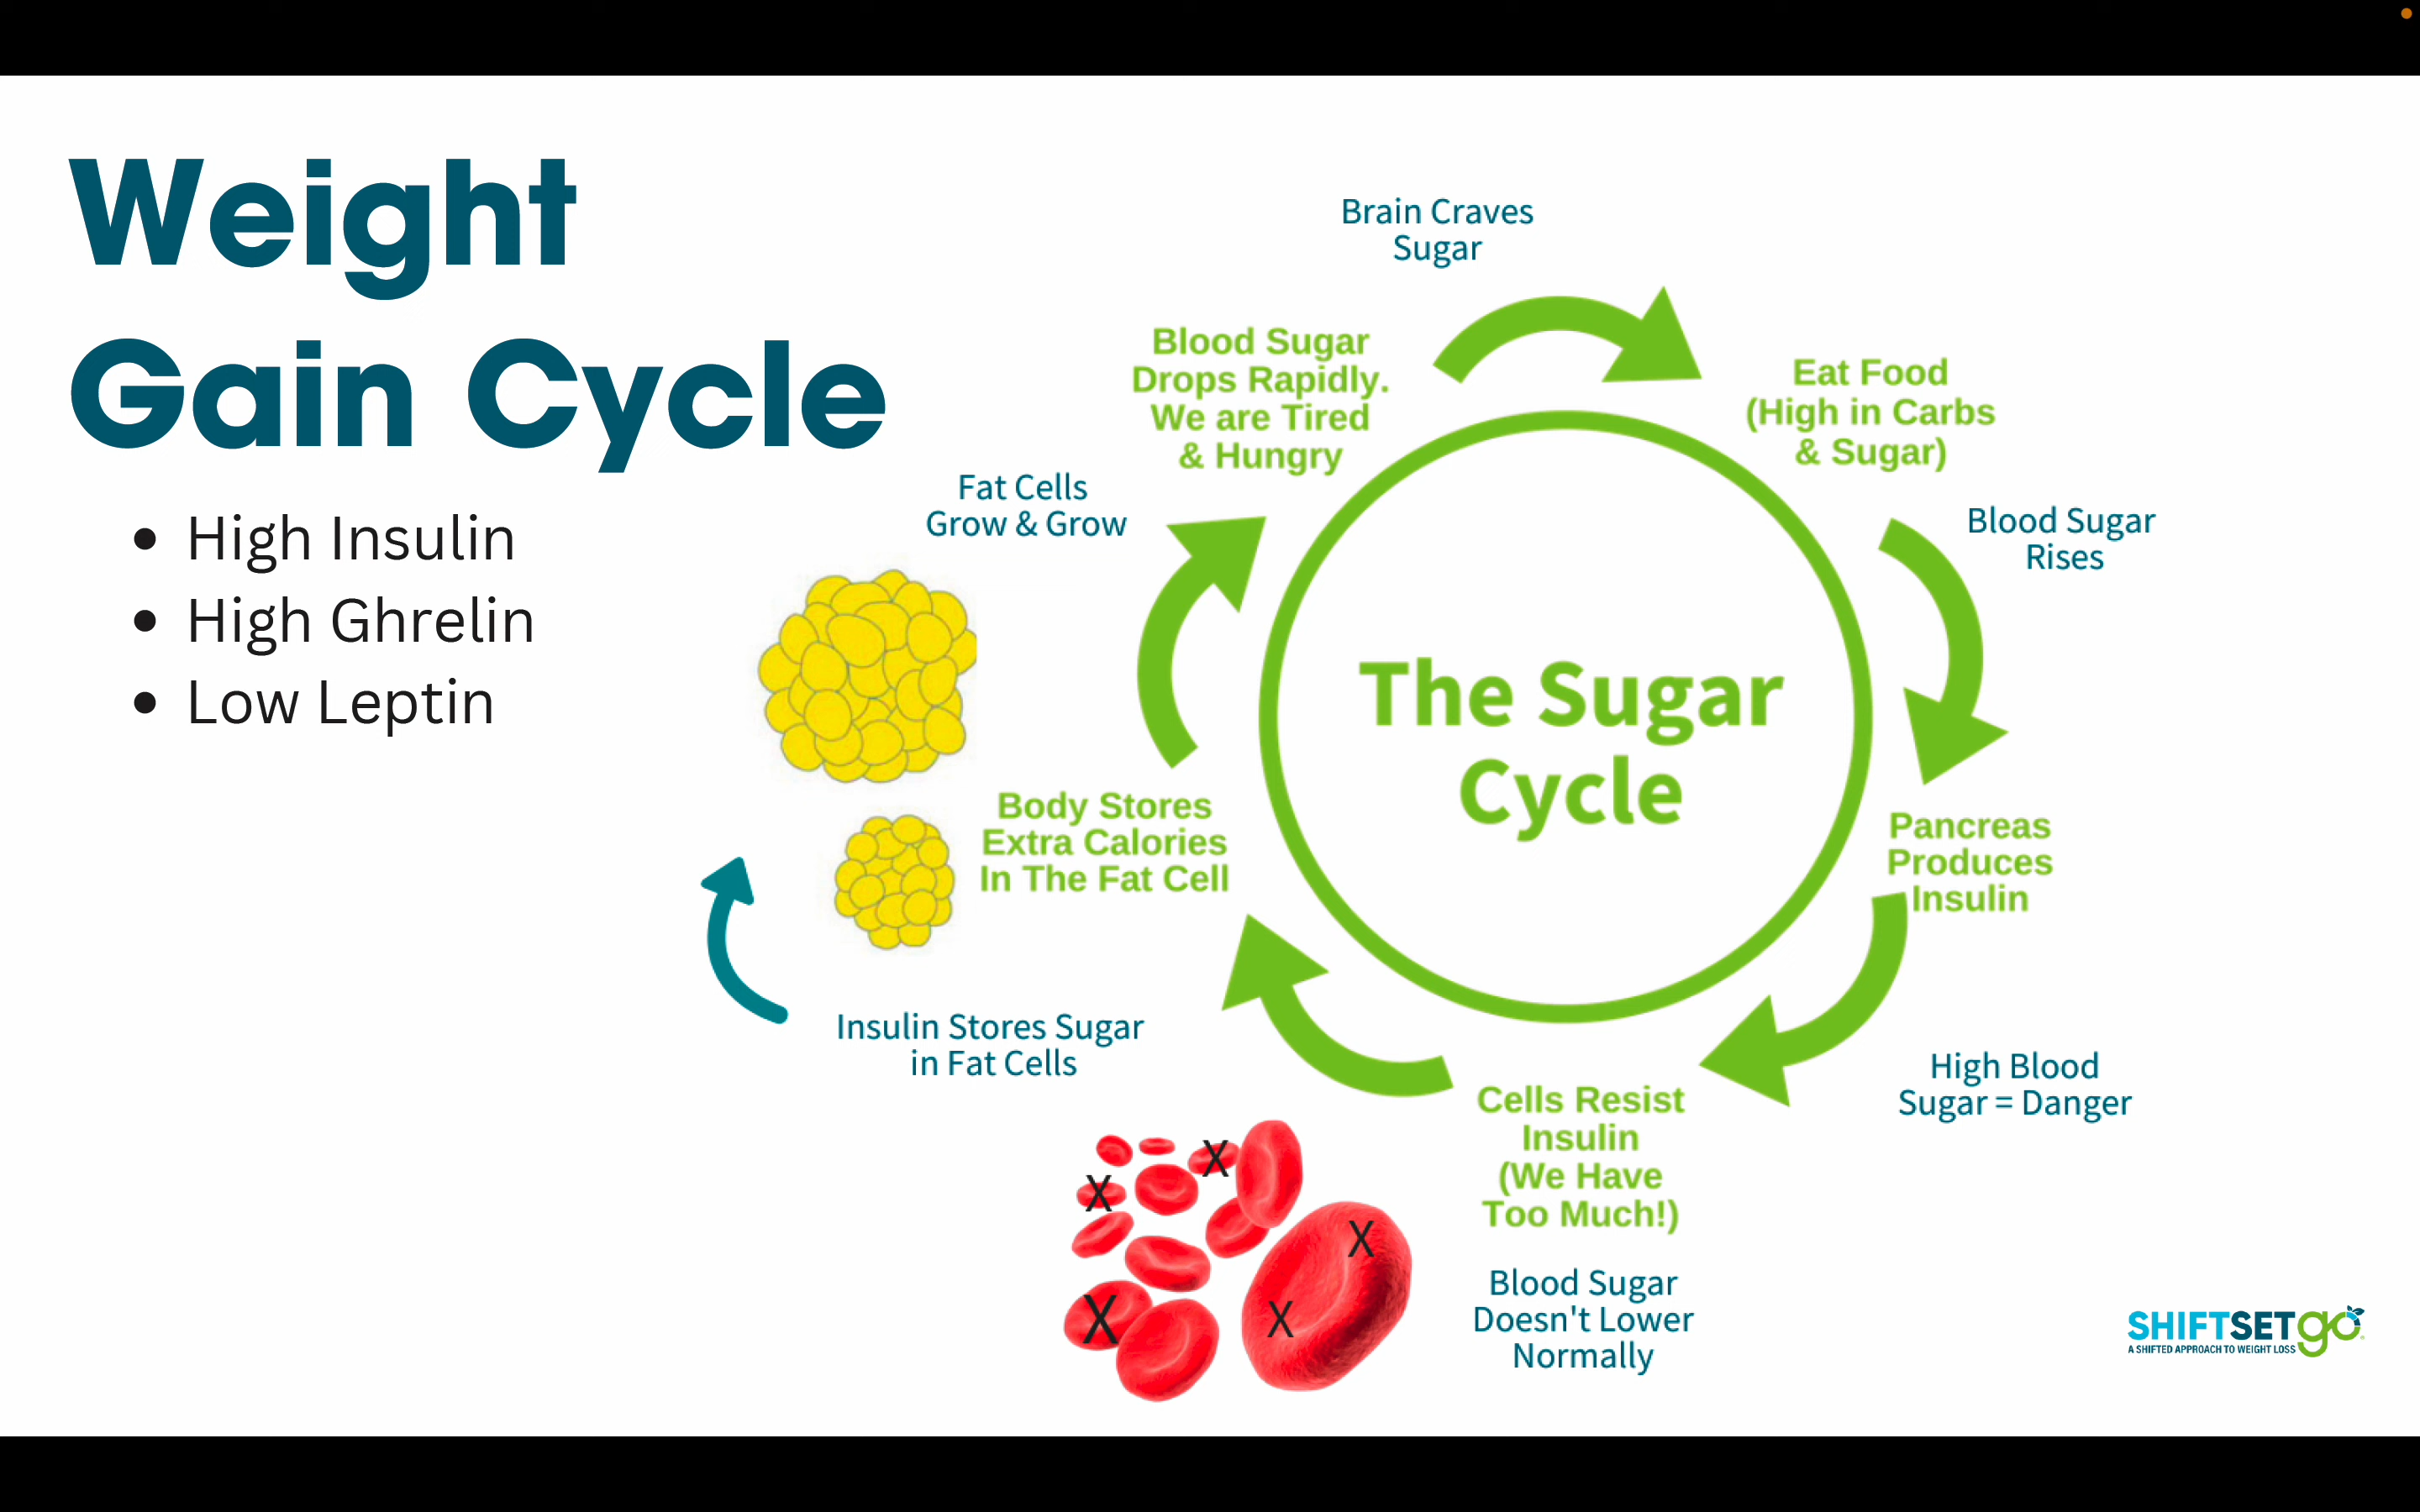 Weight
Gain Cycle
• High Insulin
• High Ghrelin
• Low Leptin
Brain Craves
Sugar
Blood Sugar
Drops Rapidly.
We are Tired
& Hungry
Eat Food
(High in Carbs
& Sugar)
Blood Sugar
Rises
Fat Cells
Grow & Grow
The Sugar
Cycle
Pancreas
Produces
Insulin
Body Stores
Extra Calories
In The Fat Cell
High Blood
Sugar = Danger
Insulin Stores Sugar
in Fat Cells
Cells Resist
Insulin
(We Have
Too Much!)
X
X
X
X
X
Blood Sugar
Doesn't Lower
Normally
SHIFTSETgo
A SHIFTED APPROACH TO WEIGHT LOSS